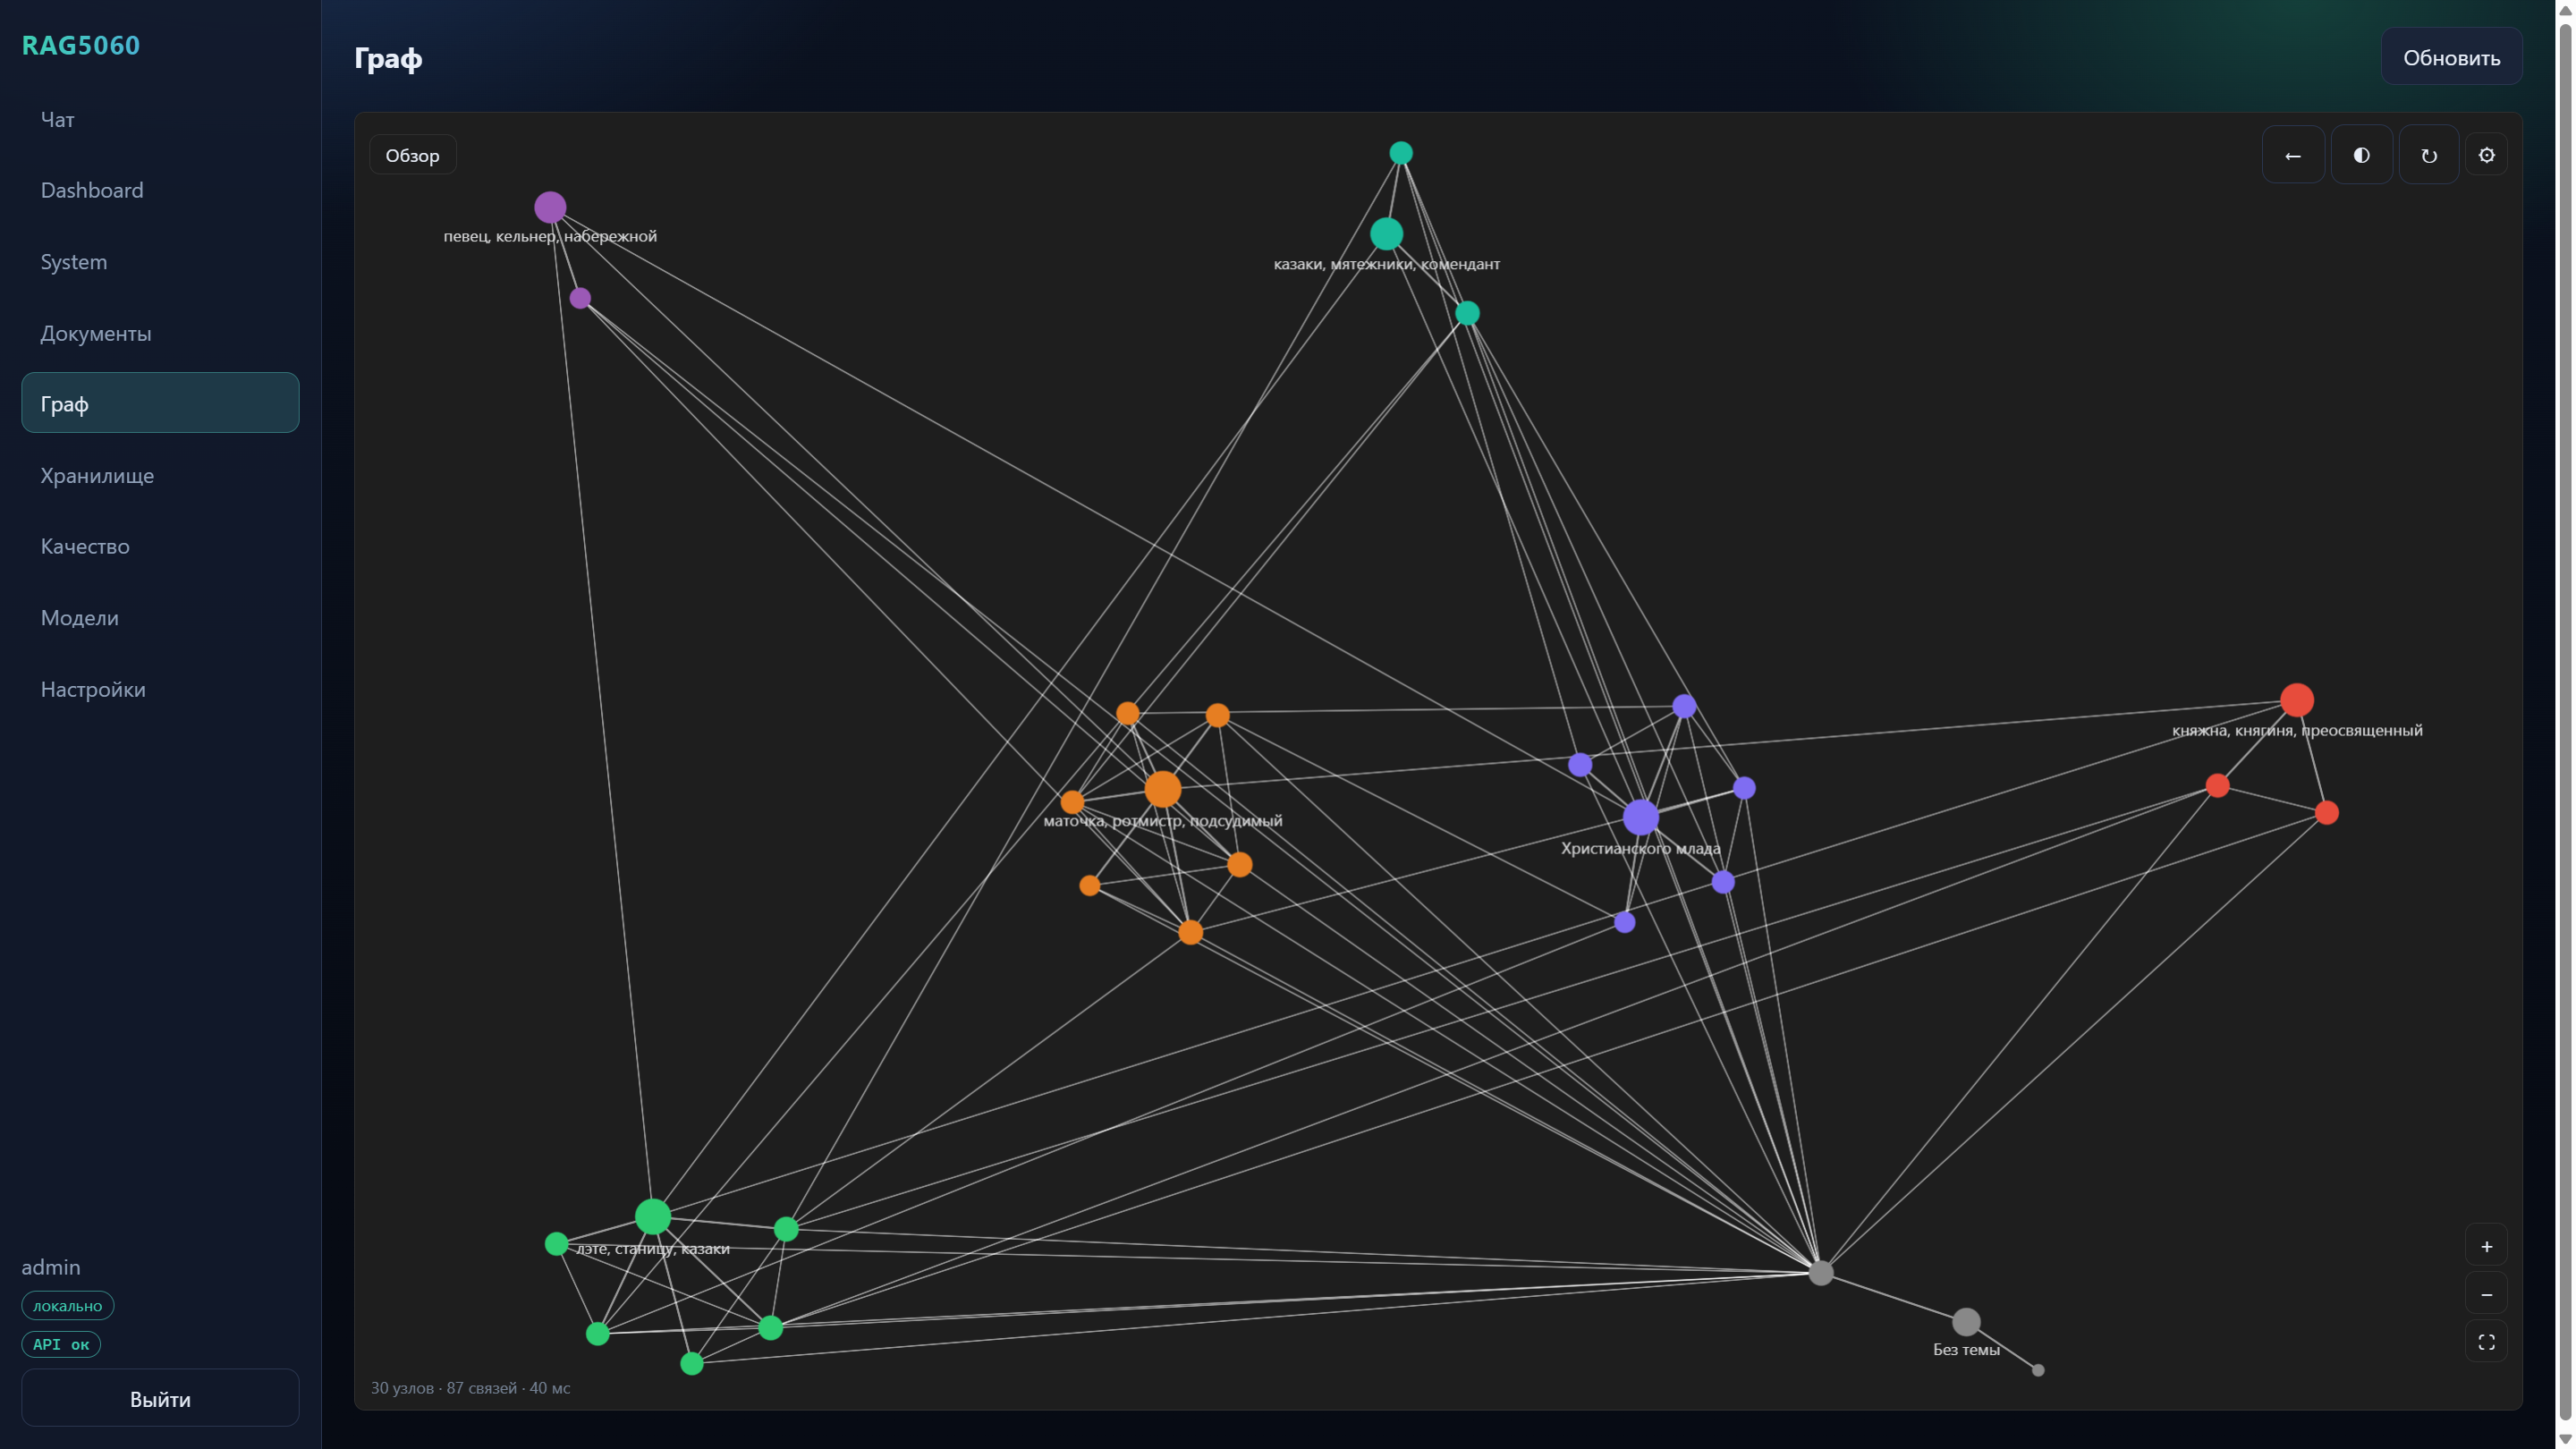 RAG5060
Чат
Dashboard
System
Документы
Граф
Хранилище
Качество
Модели
Настройки
admin
локально
API ок
Выйти
Граф
Обновить
Обзор
певец, кельнер, набережной
казаки, мятежники, комендант
княжна, княгиня, преосвященный
маточка, ротмистр, подсудимый
Христианского млада
лэте, станицу, казаки
Без темы
30 узлов · 87 связей · 40 мс